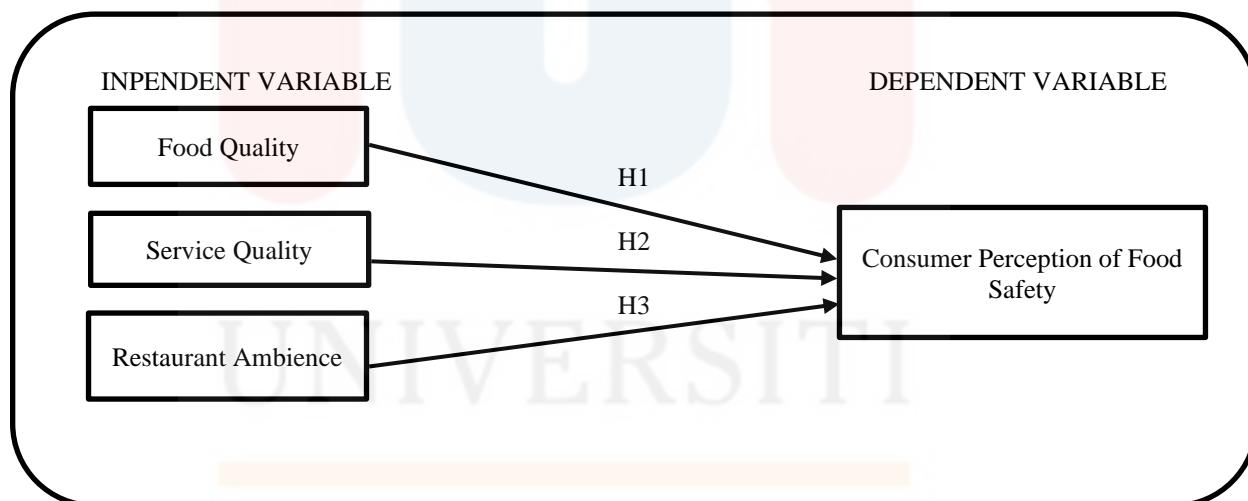 INPENDENT VARIABLE
DEPENDENT VARIABLE
Food Quality
H1
Service Quality
H2
Consumer Perception of Food
Safety
H3
Restaurant Ambience
UNIVERSITI